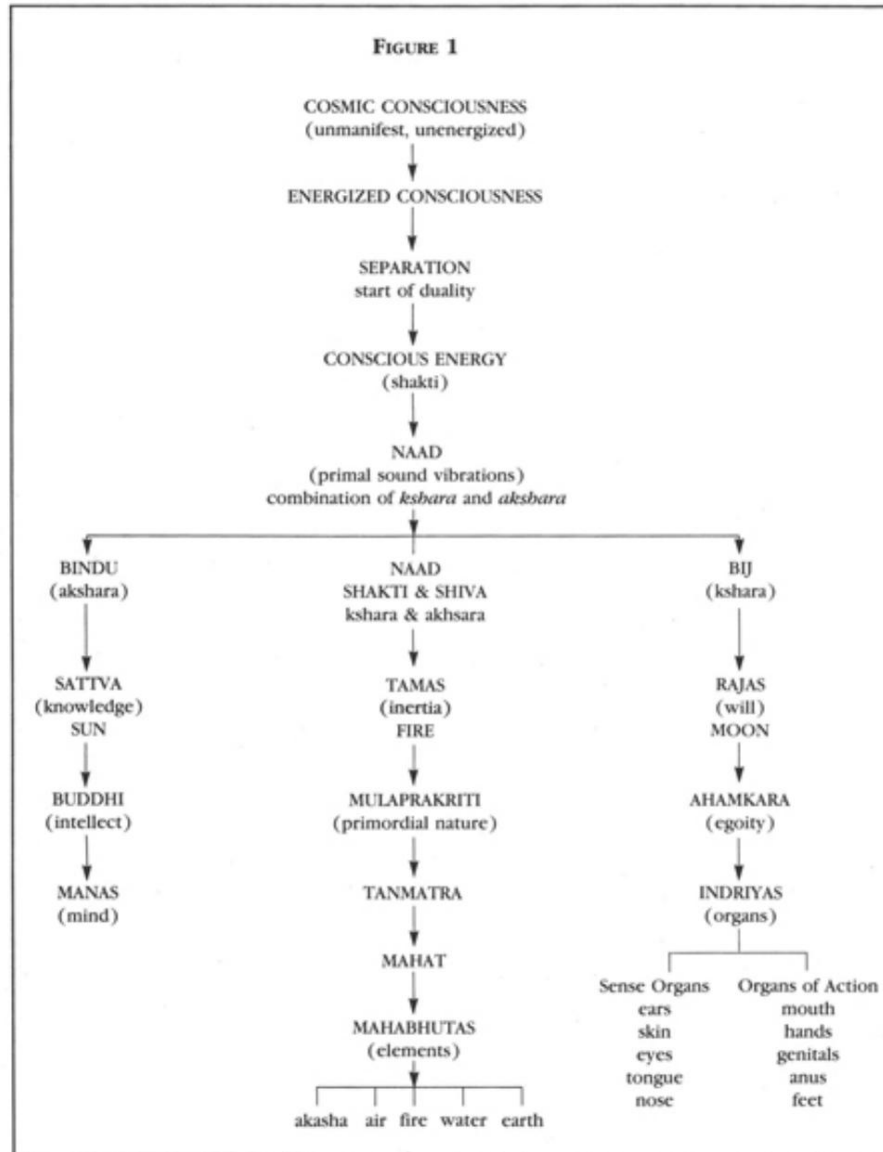 FIGURE 1
COSMIC CONSCIOUSNESS
(unmanifest, unenergized)
ENERGIZED CONSCIOUSNESS
SEPARATION
start of duality
CONSCIOUS ENERGY
(shakti)
NAAD
(primal sound vibrations)
combination of kshara and akshara
BINDU
(akshara)
NAAD
SHAKTI & SHIVA
kshara & akhsara
BIJ
(kshara)
SATTVA
(knowledge)
SUN
TAMAS
(inertia)
FIRE
RAJAS
(will)
MOON
BUDDHI
(intellect)
MULAPRAKRITI
(primordial nature)
AHAMKARA
(egoity)
MANAS
(mind)
TANMATRA
INDRIYAS
(organs)
MAHAT
MAHABHUTAS
(elements)
akasha air fire water earth
Sense Organs
ears
skin
eyes
tongue
nose
Organs of Action
mouth
hands
genitals
anus
feet